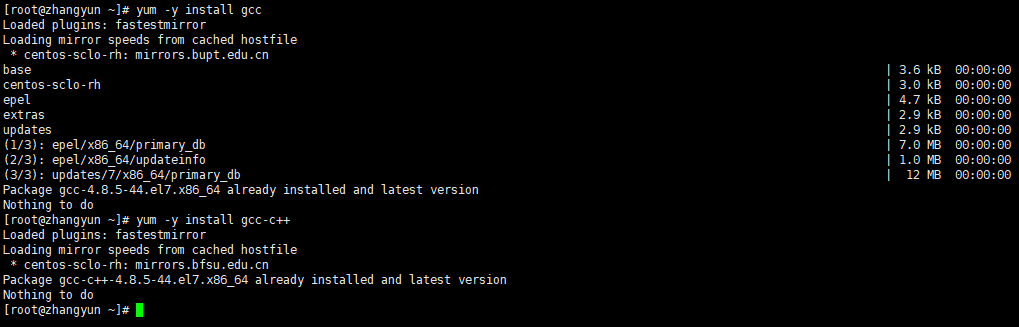 [root@zhangyun ~]# yum -y install gcc
Loaded plugins: fastestmirror
Loading mirror speeds from cached hostfile
 * centos-sclo-rh: mirrors.bupt.edu.cn
base | 3.6 kB 00:00:00
centos-sclo-rh | 3.0 kB 00:00:00
epel | 4.7 kB 00:00:00
extras | 2.9 kB 00:00:00
updates | 2.9 kB 00:00:00
(1/3): epel/x86_64/primary_db | 7.0 MB 00:00:00
(2/3): epel/x86_64/updateinfo | 1.0 MB 00:00:00
(3/3): updates/7/x86_64/primary_db | 12 MB 00:00:00
Package gcc-4.8.5-44.el7.x86_64 already installed and latest version
Nothing to do
[root@zhangyun ~]# yum -y install gcc-c++
Loaded plugins: fastestmirror
Loading mirror speeds from cached hostfile
 * centos-sclo-rh: mirrors.bfsu.edu.cn
Package gcc-c++-4.8.5-44.el7.x86_64 already installed and latest version
Nothing to do
[root@zhangyun ~]#